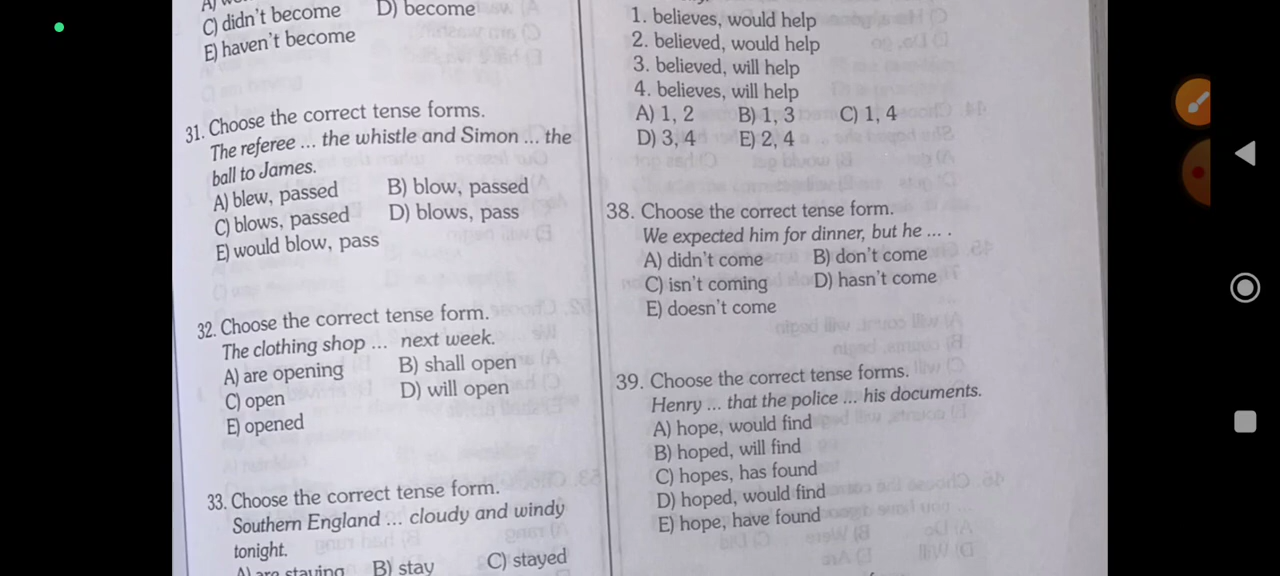 C) didn't become D) become
E) haven't become
31. Choose the correct tense forms.
The referee ... the whistle and Simon ... the
ball to James.
A) blew, passed B) blow, passed
C) blows, passed D) blows, pass
E) would blow, pass
32. Choose the correct tense form.
The clothing shop ... next week.
A) are opening B) shall open
C) open D) will open
E) opened
33. Choose the correct tense form.
Southern England ... cloudy and windy
tonight.
A) are staying B) stay C) stayed
1. believes, would help
2. believed, would help
3. believed, will help
4. believes, will help
A) 1, 2 B) 1, 3 C) 1, 4
D) 3, 4 E) 2, 4
38. Choose the correct tense form.
We expected him for dinner, but he ... .
A) didn't come B) don't come
C) isn't coming D) hasn't come
E) doesn't come
39. Choose the correct tense forms.
Henry ... that the police ... his documents.
A) hope, would find
B) hoped, will find
C) hopes, has found
D) hoped, would find
E) hope, have found